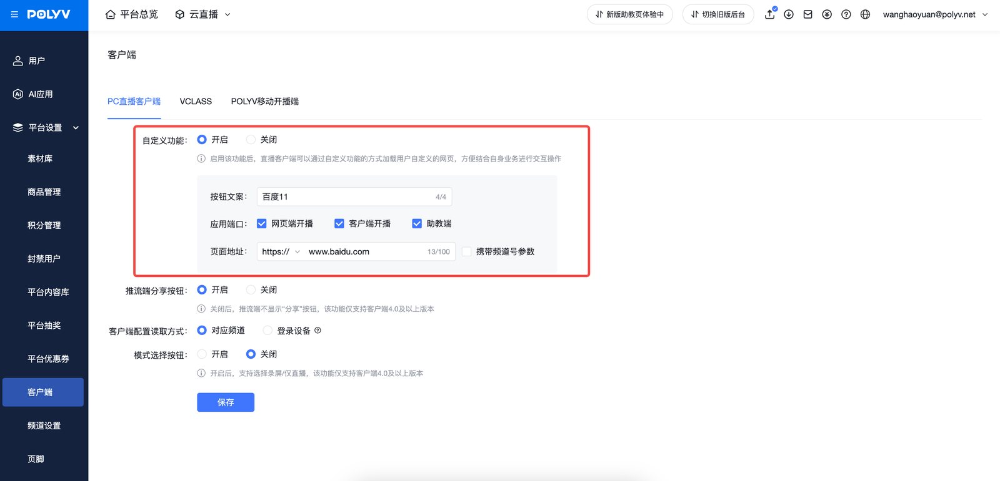 POLYV
平台总览
云直播
新版助教页体验中
切换旧版后台
wanghaoyuan@polyv.net
用户
AI应用
平台设置
素材库
商品管理
积分管理
封禁用户
平台内容库
平台抽奖
平台优惠券
客户端
频道设置
页脚
客户端
PC直播客户端
VCLASS
POLYV移动开播端
自定义功能： 开启 关闭
启用该功能后，直播客户端可以通过自定义功能的方式加载用户自定义的网页，方便结合自身业务进行交互操作
按钮文案： 百度11 4/4
应用端口： 网页端开播 客户端开播 助教端
页面地址： https:// www.baidu.com 13/100 携带频道号参数
推流端分享按钮： 开启 关闭
关闭后，推流端不显示“分享”按钮，该功能仅支持客户端4.0及以上版本
客户端配置读取方式： 对应频道 登录设备
模式选择按钮： 开启 关闭
开启后，支持选择录屏/仅直播，该功能仅支持客户端4.0及以上版本
保存